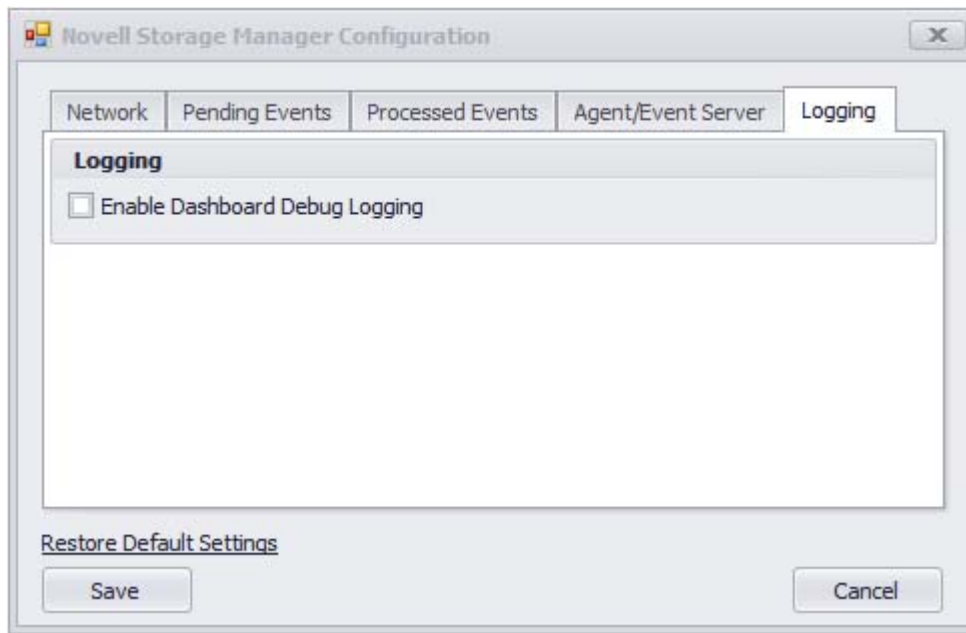 Novell Storage Manager Configuration
Network Pending Events Processed Events Agent/Event Server Logging
Logging
Enable Dashboard Debug Logging
Restore Default Settings
Save Cancel